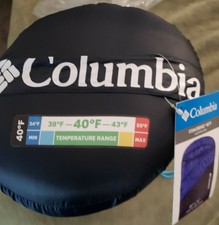 Columbia
40°F
34°F 38°F – 40°F – 43°F 50°F
MIN TEMPERATURE RANGE MAX
Columbia